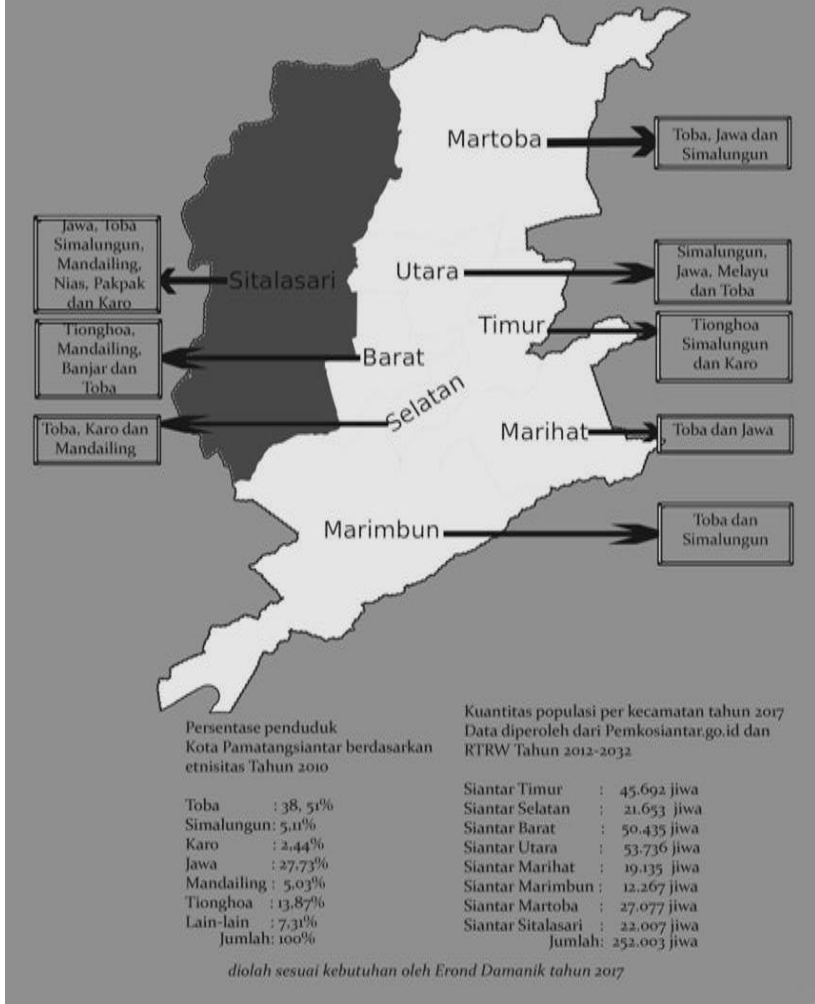 Martoba
Toba, Jawa dan
Simalungun
Jawa, Toba
Simalungun,
Mandailing,
Nias, Pakpak
dan Karo
Sitalasari
Utara
Simalungun,
Jawa, Melayu
dan Toba
Timur
Tionghoa
Simalungun
dan Karo
Tionghoa,
Mandailing,
Banjar dan
Toba
Barat
Selatan
Toba, Karo dan
Mandailing
Marihat
Toba dan Jawa
Marimbun
Toba dan
Simalungun
Persentase penduduk
Kota Pamatangsiantar berdasarkan
etnisitas Tahun 2010
Toba : 38, 51%
Simalungun: 5,11%
Karo : 2,44%
Jawa : 27,73%
Mandailing : 5,03%
Tionghoa : 13,87%
Lain-lain : 7,31%
Jumlah: 100%
Kuantitas populasi per kecamatan tahun 2017
Data diperoleh dari Pemkosiantar.go.id dan
RTRW Tahun 2012-2032
Siantar Timur : 45.692 jiwa
Siantar Selatan : 21.653 jiwa
Siantar Barat : 50.435 jiwa
Siantar Utara : 53.736 jiwa
Siantar Marihat : 19.135 jiwa
Siantar Marimbun : 12.267 jiwa
Siantar Martoba : 27.077 jiwa
Siantar Sitalasari : 22.007 jiwa
Jumlah: 252.003 jiwa
diolah sesuai kebutuhan oleh Erond Damanik tahun 2017